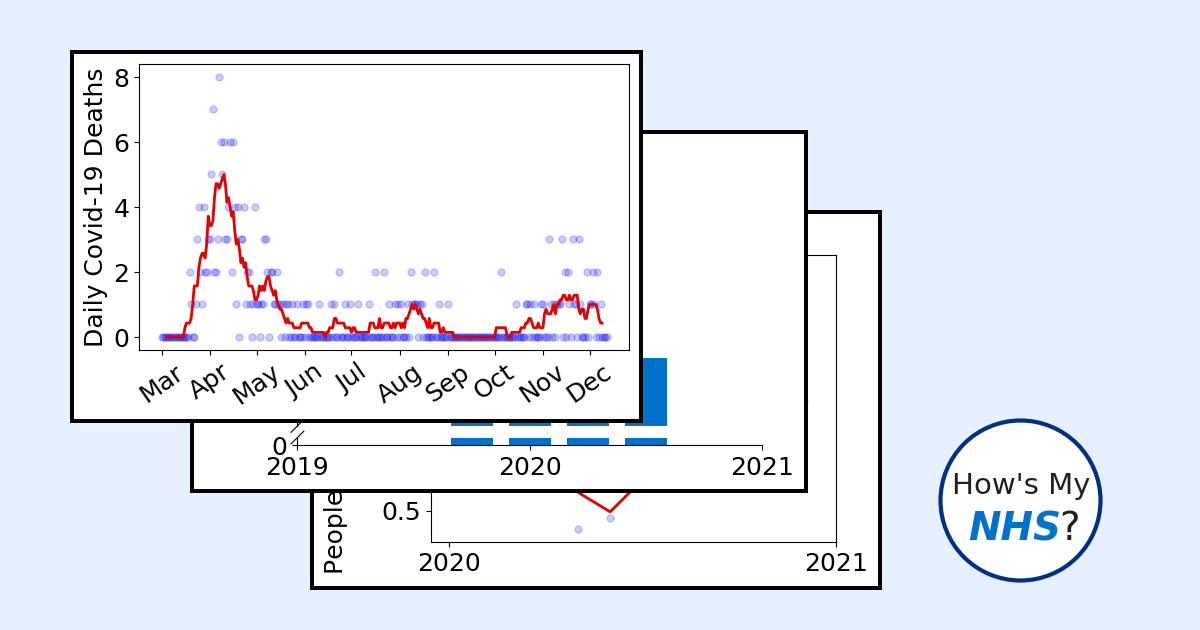 Daily Covid-19 Deaths
8
6
4
2
0
Mar Apr May Jun Jul Aug Sep Oct Nov Dec
0
2019 2020 2021
People
0.5
2020 2021
How's My
NHS?